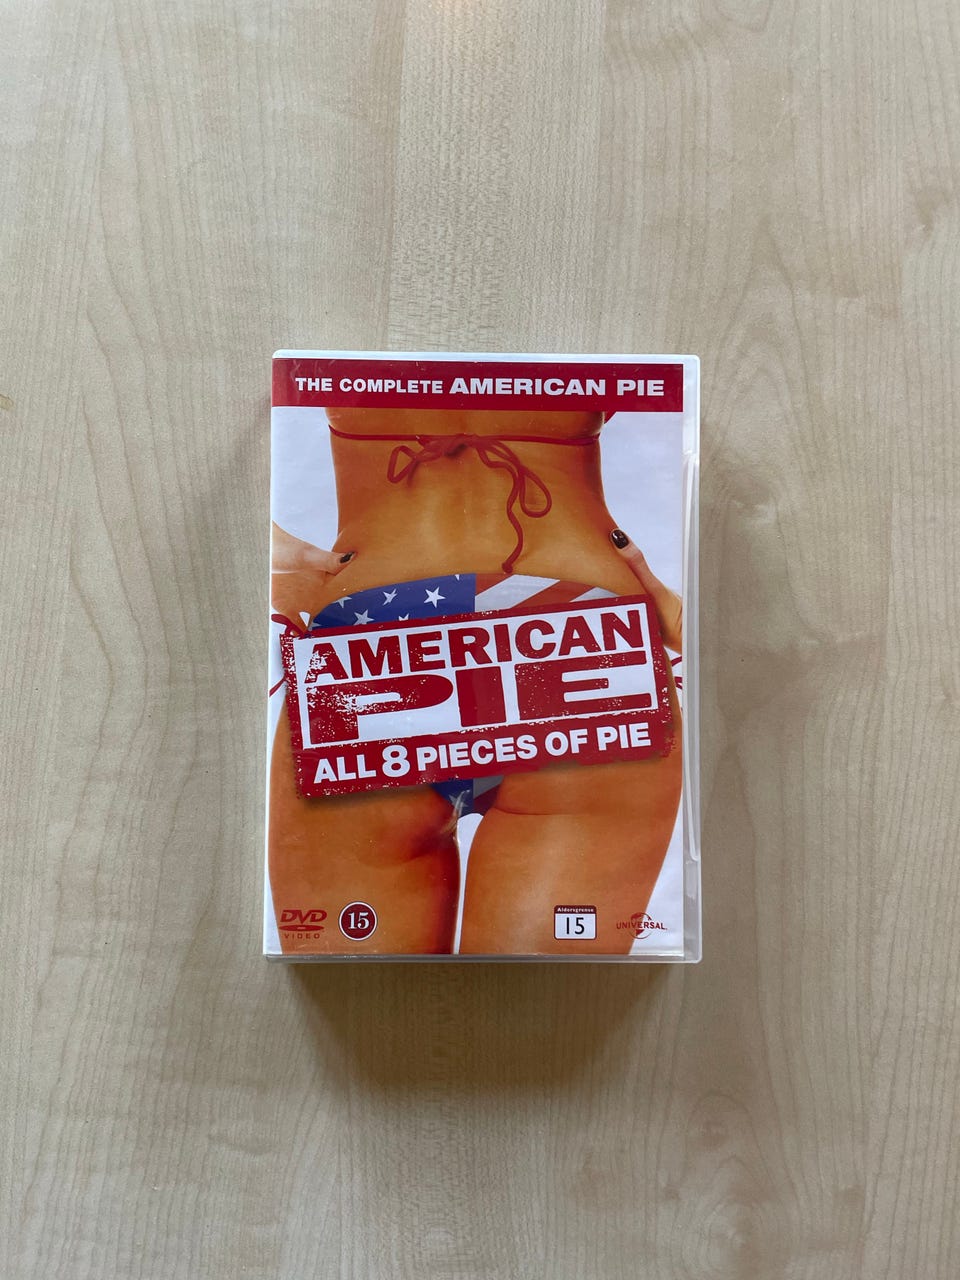 THE COMPLETE AMERICAN PIE
AMERICAN
PIE
ALL 8 PIECES OF PIE
DVD
VIDEO
15
Aldersgrense
15
UNIVERSAL